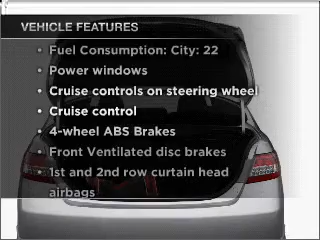 VEHICLE FEATURES
• Fuel Consumption: City: 22
• Power windows
• Cruise controls on steering wheel
• Cruise control
• 4-wheel ABS Brakes
• Front Ventilated disc brakes
• 1st and 2nd row curtain head
airbags